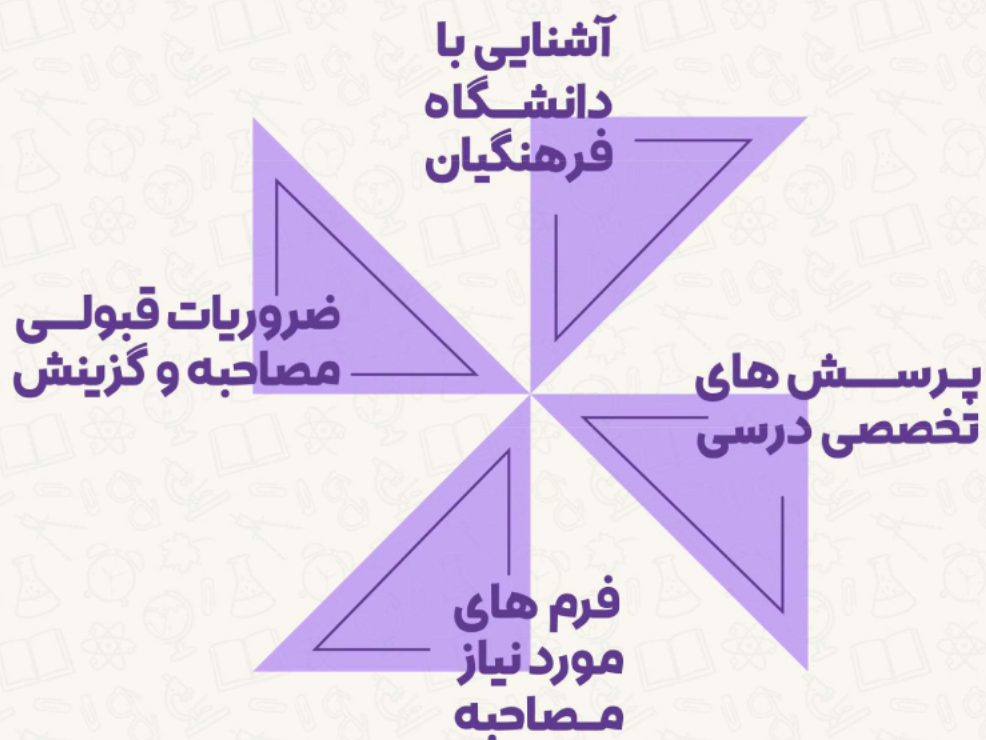 آشنایی با
دانشگاه
فرهنگیان
ضروریات قبولی
مصاحبه و گزینش
پرسش های
تخصصی درسی
فرم های
مورد نیاز
مصاحبه